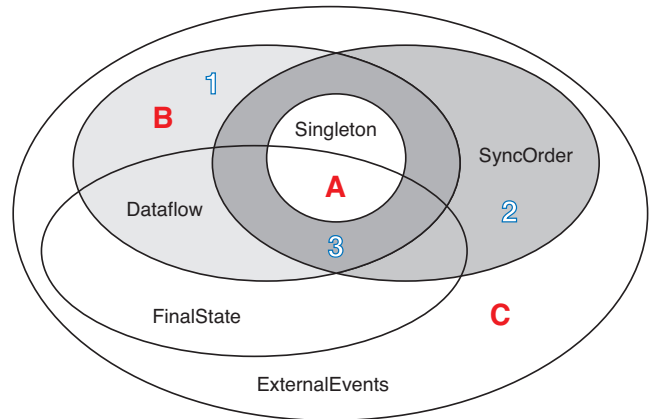 1
B
Singleton
SyncOrder
A
Dataflow
2
3
FinalState
C
ExternalEvents